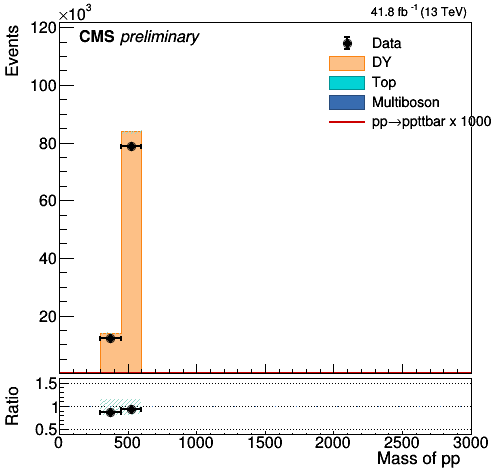 ×10³
41.8 fb⁻¹ (13 TeV)
Events
120
100
80
60
40
20
CMS preliminary
Data
DY
Top
Multiboson
pp→ppttbar x 1000
Ratio
1.5
1
0.5
0 500 1000 1500 2000 2500 3000
Mass of pp